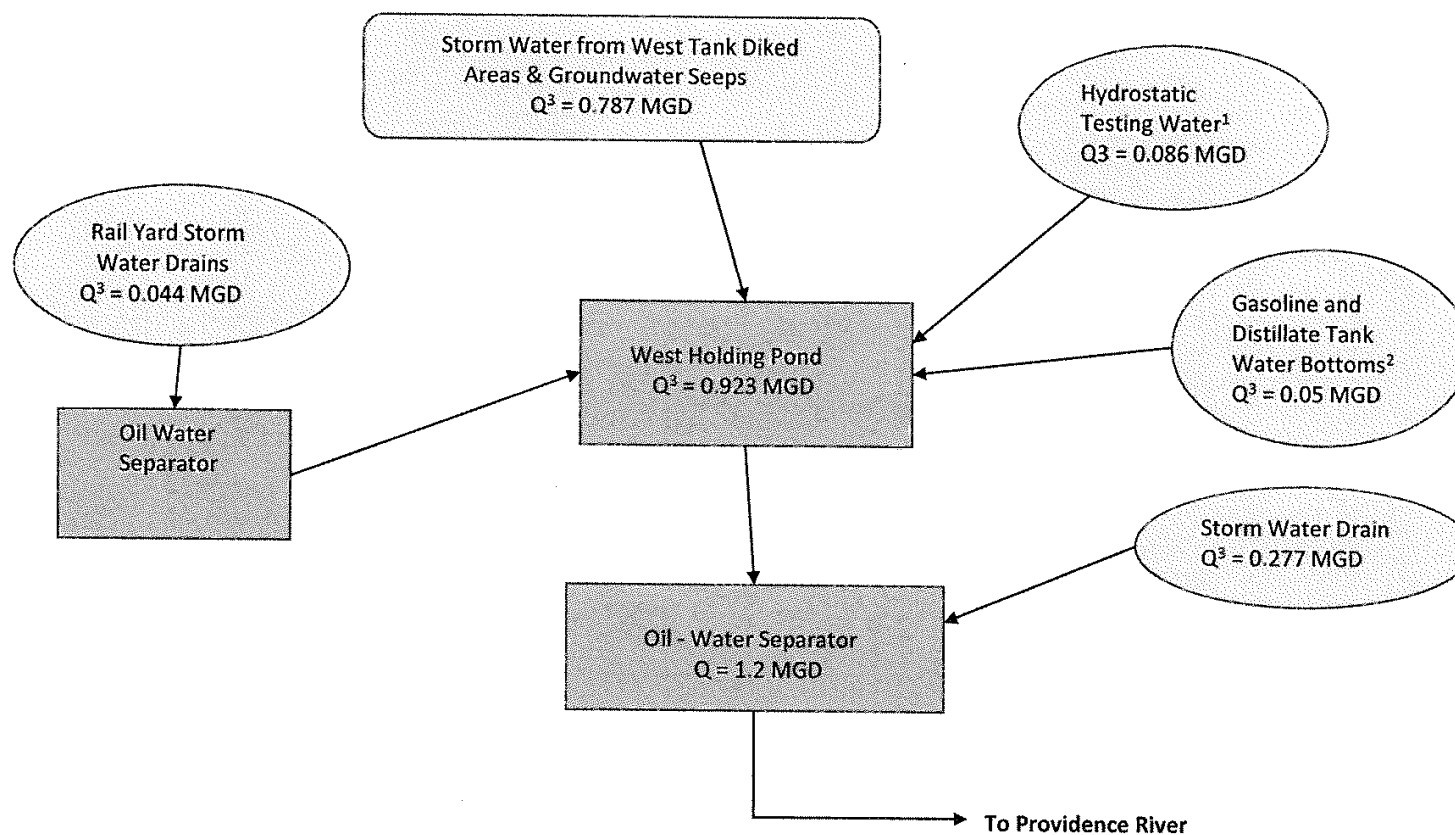 Storm Water from West Tank Diked
Areas & Groundwater Seeps
Q³ = 0.787 MGD
Hydrostatic
Testing Water¹
Q3 = 0.086 MGD
Rail Yard Storm
Water Drains
Q³ = 0.044 MGD
Gasoline and
Distillate Tank
Water Bottoms²
Q³ = 0.05 MGD
West Holding Pond
Q³ = 0.923 MGD
Oil Water
Separator
Storm Water Drain
Q³ = 0.277 MGD
Oil - Water Separator
Q = 1.2 MGD
To Providence River